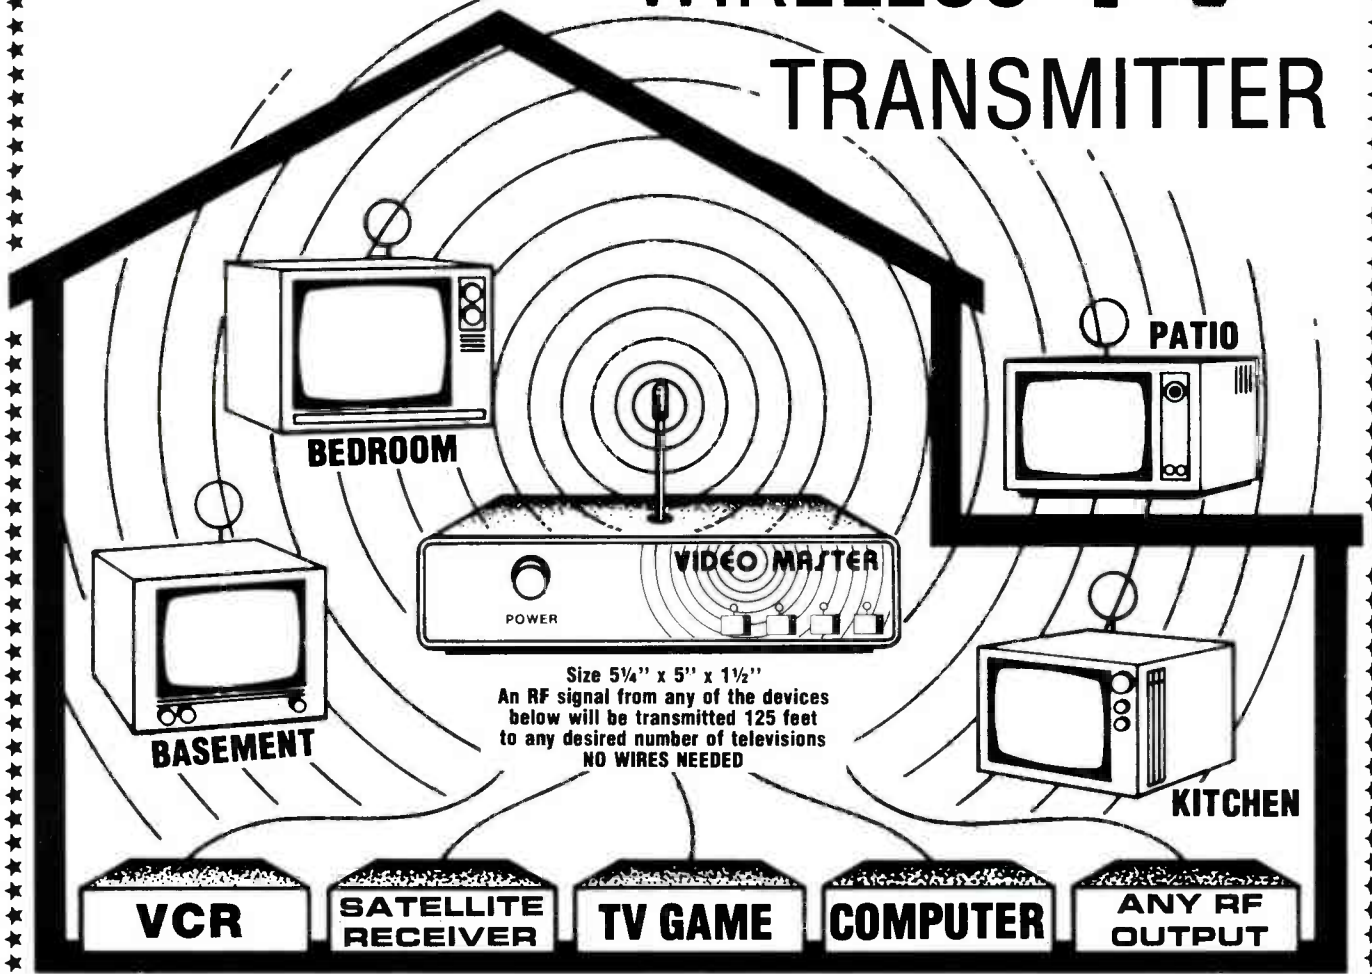 WIRELESS TV
TRANSMITTER
PATIO
BEDROOM
VIDEO MASTER
POWER
Size 5¼" x 5" x 1½"
An RF signal from any of the devices
below will be transmitted 125 feet
to any desired number of televisions
NO WIRES NEEDED
BASEMENT
KITCHEN
VCR
SATELLITE
RECEIVER
TV GAME
COMPUTER
ANY RF
OUTPUT